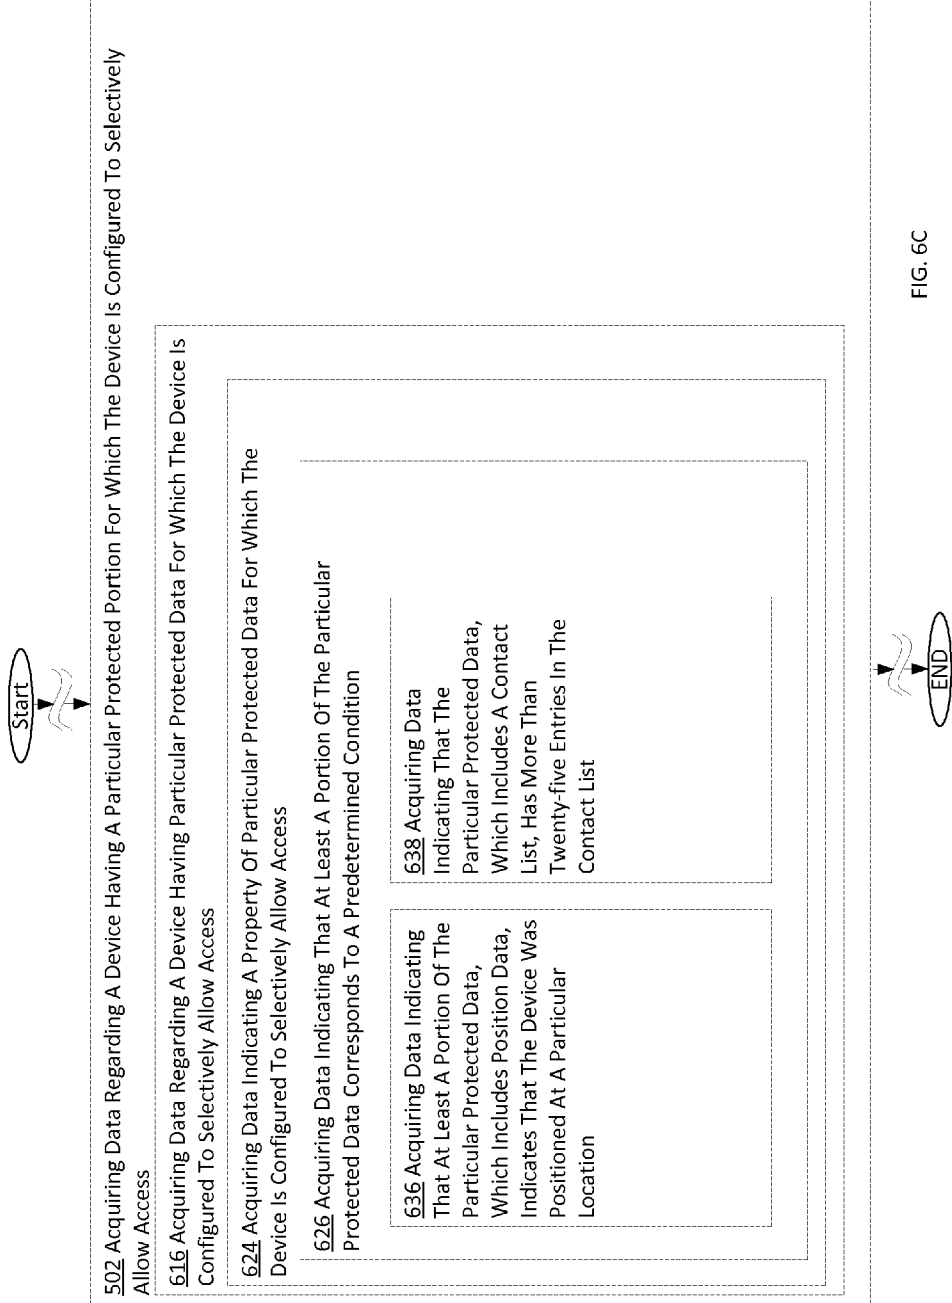 Start
502 Acquiring Data Regarding A Device Having A Particular Protected Portion For Which The Device Is Configured To Selectively
Allow Access
616 Acquiring Data Regarding A Device Having Particular Protected Data For Which The Device Is
Configured To Selectively Allow Access
624 Acquiring Data Indicating A Property Of Particular Protected Data For Which The
Device Is Configured To Selectively Allow Access
626 Acquiring Data Indicating That At Least A Portion Of The Particular
Protected Data Corresponds To A Predetermined Condition
636 Acquiring Data Indicating
That At Least A Portion Of The
Particular Protected Data,
Which Includes Position Data,
Indicates That The Device Was
Positioned At A Particular
Location
638 Acquiring Data
Indicating That The
Particular Protected Data,
Which Includes A Contact
List, Has More Than
Twenty-five Entries In The
Contact List
END
FIG. 6C